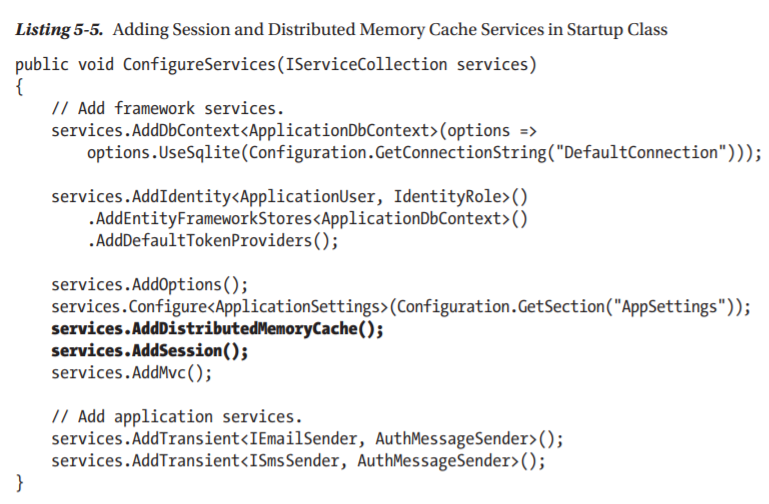 Listing 5-5. Adding Session and Distributed Memory Cache Services in Startup Class
public void ConfigureServices(IServiceCollection services)
{
    // Add framework services.
    services.AddDbContext<ApplicationDbContext>(options =>
        options.UseSqlite(Configuration.GetConnectionString("DefaultConnection")));

    services.AddIdentity<ApplicationUser, IdentityRole>()
        .AddEntityFrameworkStores<ApplicationDbContext>()
        .AddDefaultTokenProviders();

    services.AddOptions();
    services.Configure<ApplicationSettings>(Configuration.GetSection("AppSettings"));
    services.AddDistributedMemoryCache();
    services.AddSession();
    services.AddMvc();

    // Add application services.
    services.AddTransient<IEmailSender, AuthMessageSender>();
    services.AddTransient<ISmsSender, AuthMessageSender>();
}